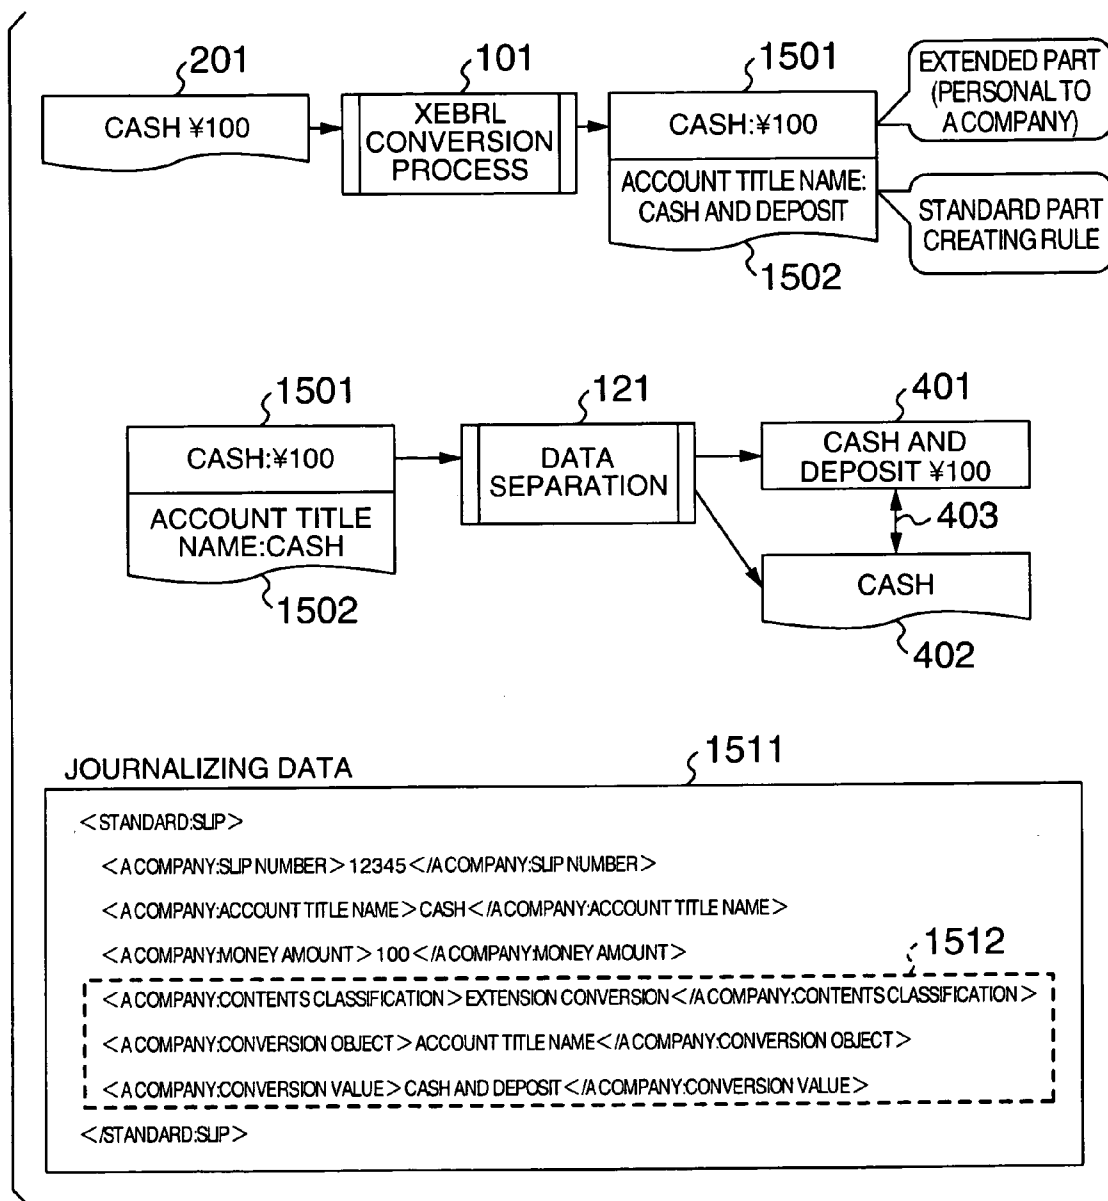 201
101
1501
CASH ¥100
XEBRL
CONVERSION
PROCESS
CASH:¥100
ACCOUNT TITLE NAME:
CASH AND DEPOSIT
1502
EXTENDED PART
(PERSONAL TO
A COMPANY)
STANDARD PART
CREATING RULE
1501
121
401
CASH:¥100
ACCOUNT TITLE
NAME:CASH
1502
DATA
SEPARATION
CASH AND
DEPOSIT ¥100
403
CASH
402
JOURNALIZING DATA
1511
<STANDARD:SLIP>
<A COMPANY:SLIP NUMBER>12345</A COMPANY:SLIP NUMBER>
<A COMPANY:ACCOUNT TITLE NAME>CASH</A COMPANY:ACCOUNT TITLE NAME>
<A COMPANY:MONEY AMOUNT>100</A COMPANY:MONEY AMOUNT>
1512
<A COMPANY:CONTENTS CLASSIFICATION>EXTENSION CONVERSION</A COMPANY:CONTENTS CLASSIFICATION>
<A COMPANY:CONVERSION OBJECT>ACCOUNT TITLE NAME</A COMPANY:CONVERSION OBJECT>
<A COMPANY:CONVERSION VALUE>CASH AND DEPOSIT</A COMPANY:CONVERSION VALUE>
</STANDARD:SLIP>